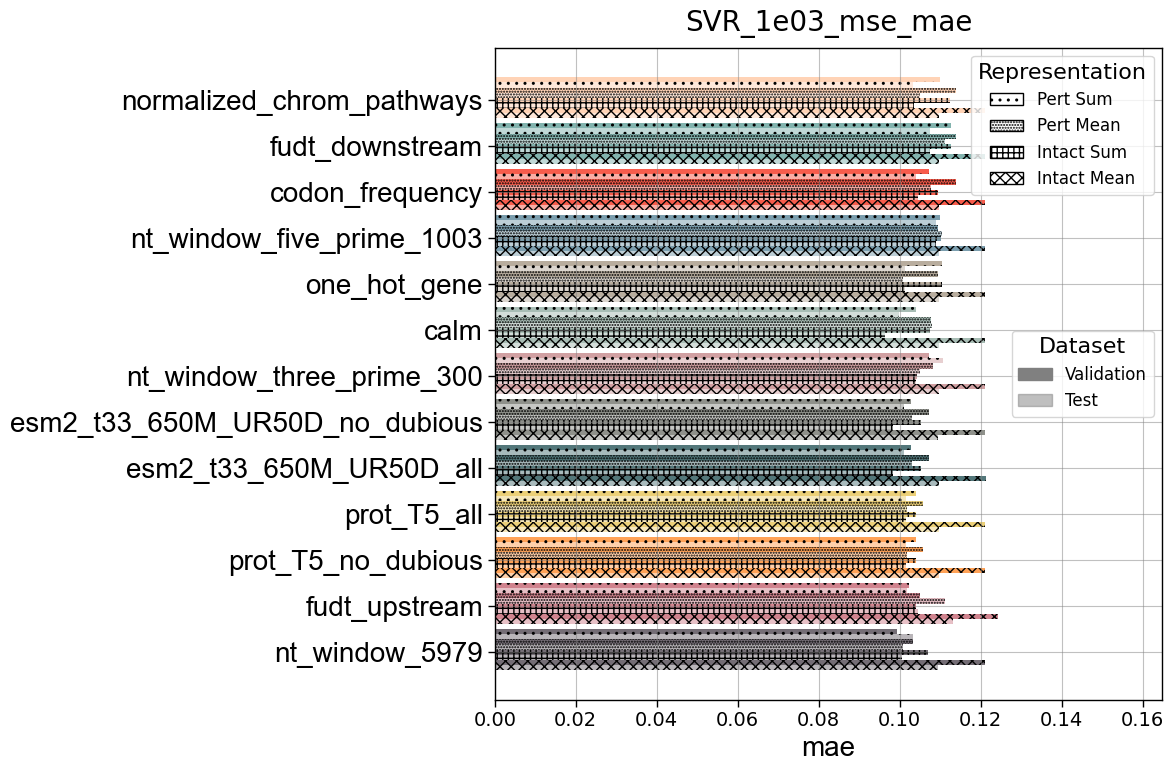 SVR_1e03_mse_mae
normalized_chrom_pathways
fudt_downstream
codon_frequency
nt_window_five_prime_1003
one_hot_gene
calm
nt_window_three_prime_300
esm2_t33_650M_UR50D_no_dubious
esm2_t33_650M_UR50D_all
prot_T5_all
prot_T5_no_dubious
fudt_upstream
nt_window_5979
Representation
Pert Sum
Pert Mean
Intact Sum
Intact Mean
Dataset
Validation
Test
0.00 0.02 0.04 0.06 0.08 0.10 0.12 0.14 0.16
mae